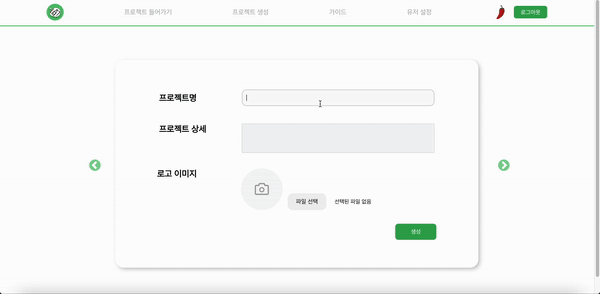 프로젝트 들어가기 프로젝트 생성 가이드 유저 설정 로그아웃
프로젝트명
프로젝트 상세
로고 이미지
파일 선택 선택된 파일 없음
생성